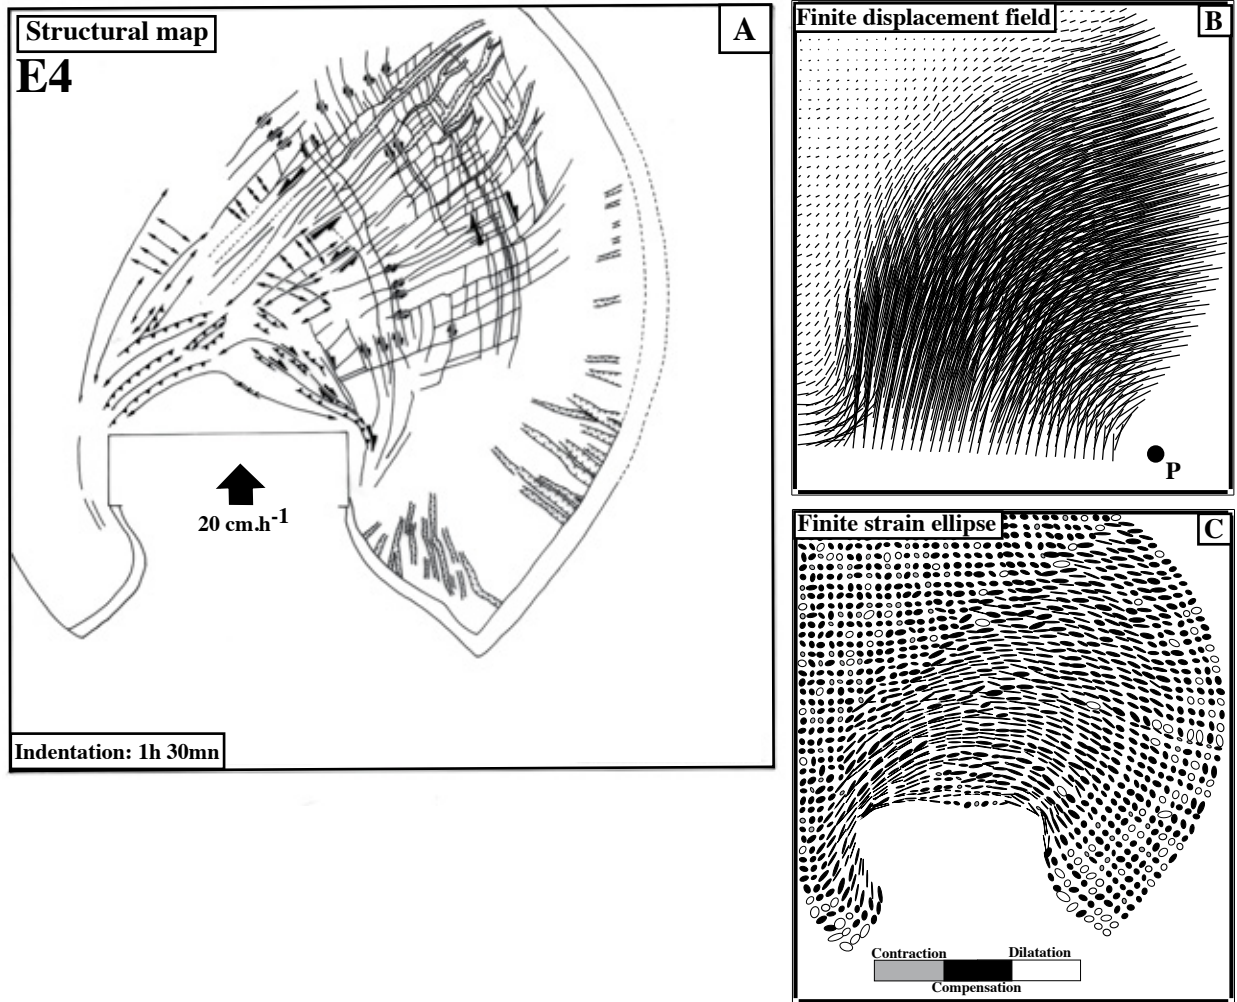 Structural map
A
E4
20 cm.h-1
Indentation: 1h 30mn
Finite displacement field
B
P
Finite strain ellipse
C
Contraction
Dilatation
Compensation